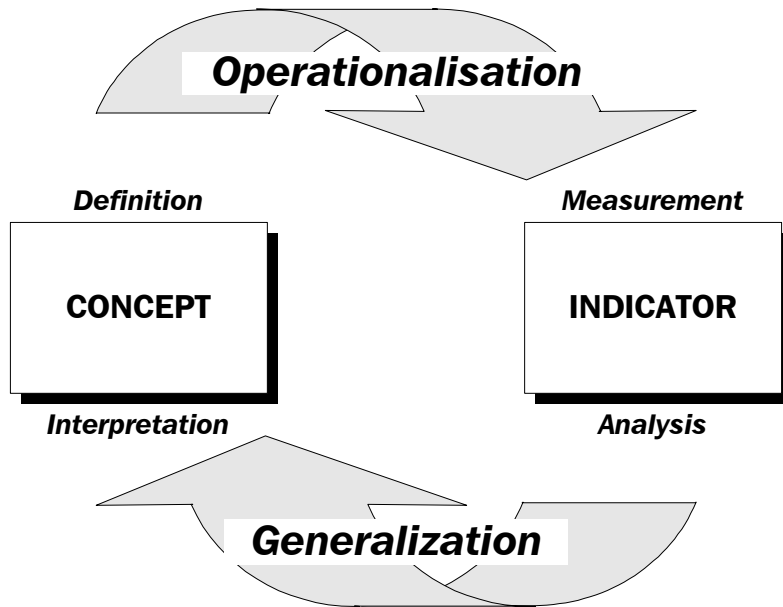 Operationalisation
Definition
Measurement
CONCEPT
INDICATOR
Interpretation
Analysis
Generalization